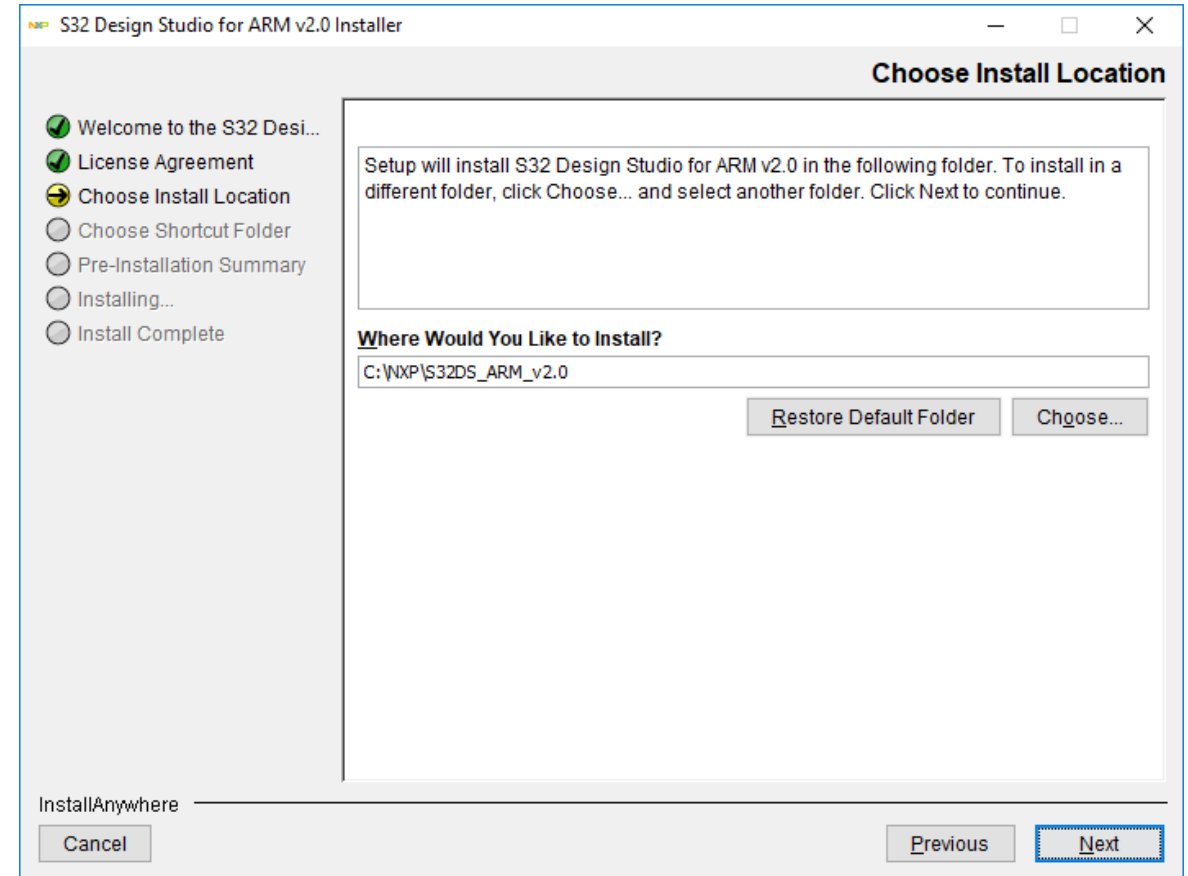 NXP S32 Design Studio for ARM v2.0 Installer
Choose Install Location
Welcome to the S32 Desi...
License Agreement
Choose Install Location
Choose Shortcut Folder
Pre-Installation Summary
Installing...
Install Complete
Setup will install S32 Design Studio for ARM v2.0 in the following folder. To install in a
different folder, click Choose... and select another folder. Click Next to continue.
Where Would You Like to Install?
C:\NXP\S32DS_ARM_v2.0
Restore Default Folder
Choose...
InstallAnywhere
Cancel
Previous
Next